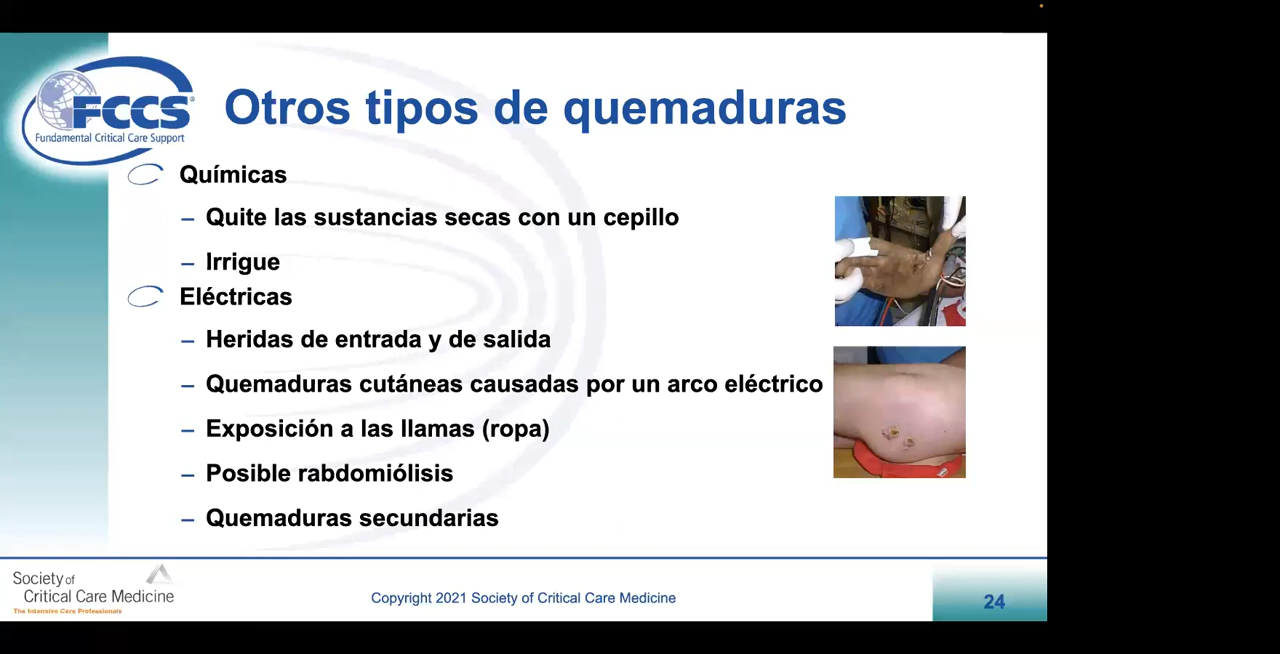 FCCS®
Fundamental Critical Care Support
Otros tipos de quemaduras
Químicas
– Quite las sustancias secas con un cepillo
– Irrigue
Eléctricas
– Heridas de entrada y de salida
– Quemaduras cutáneas causadas por un arco eléctrico
– Exposición a las llamas (ropa)
– Posible rabdomiólisis
– Quemaduras secundarias
Society of
Critical Care Medicine
The Intensive Care Professionals
Copyright 2021 Society of Critical Care Medicine
24